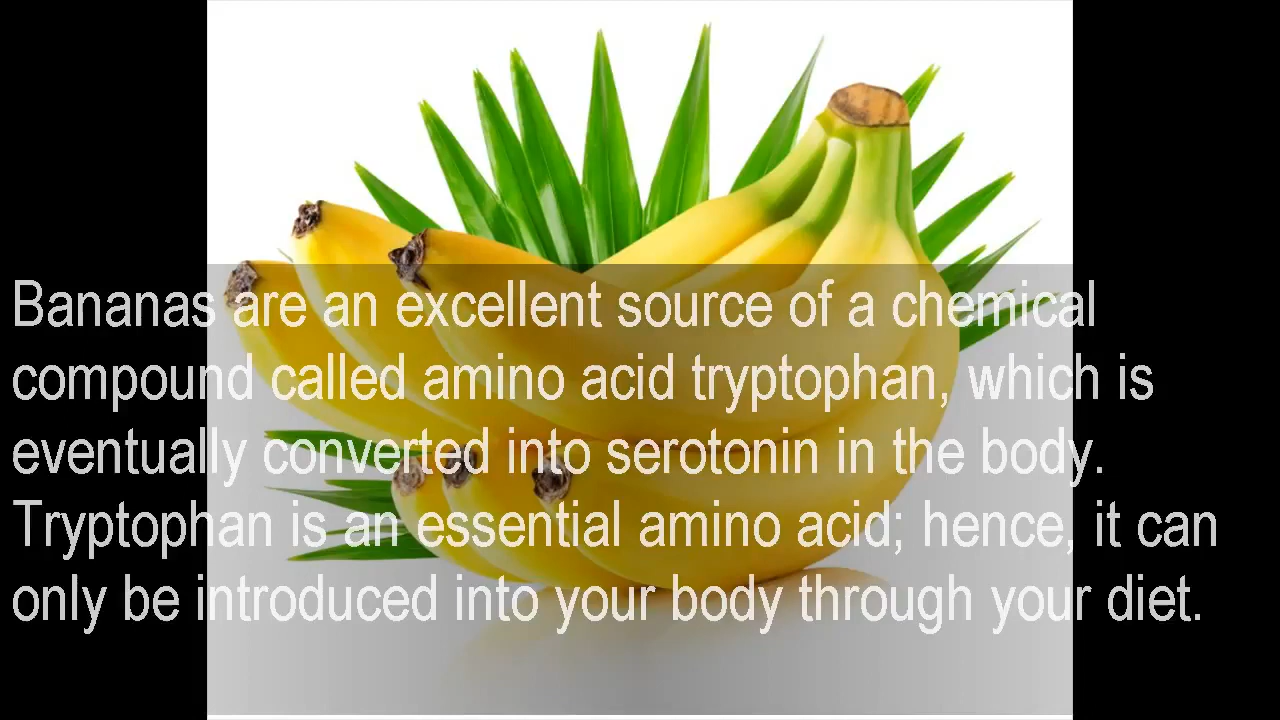 Bananas are an excellent source of a chemical
compound called amino acid tryptophan, which is
eventually converted into serotonin in the body.
Tryptophan is an essential amino acid; hence, it can
only be introduced into your body through your diet.